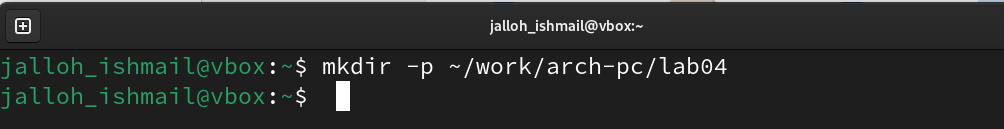 jalloh_ishmail@vbox:~
jalloh_ishmail@vbox:~$ mkdir -p ~/work/arch-pc/lab04
jalloh_ishmail@vbox:~$